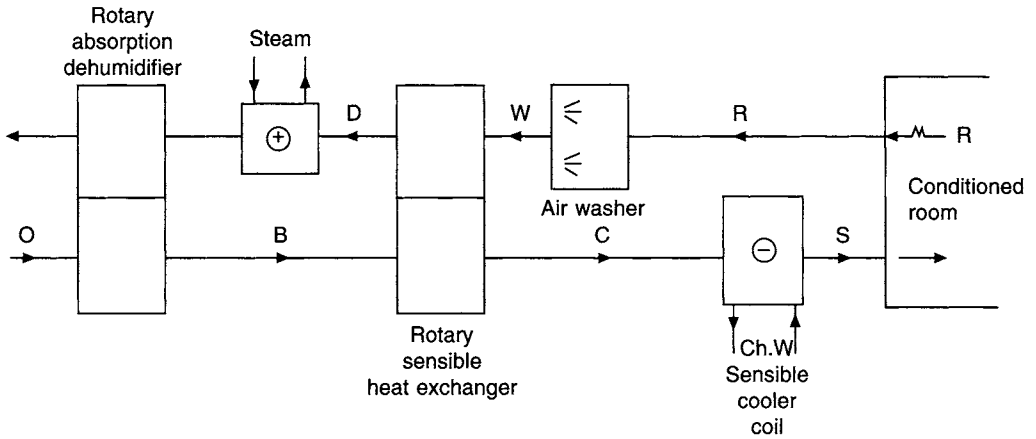 Rotary
absorption
dehumidifier
Steam
+
D
W
R
R
Air washer
Conditioned
room
O
B
C
S
−
Rotary
sensible
heat exchanger
Ch.W
Sensible
cooler
coil